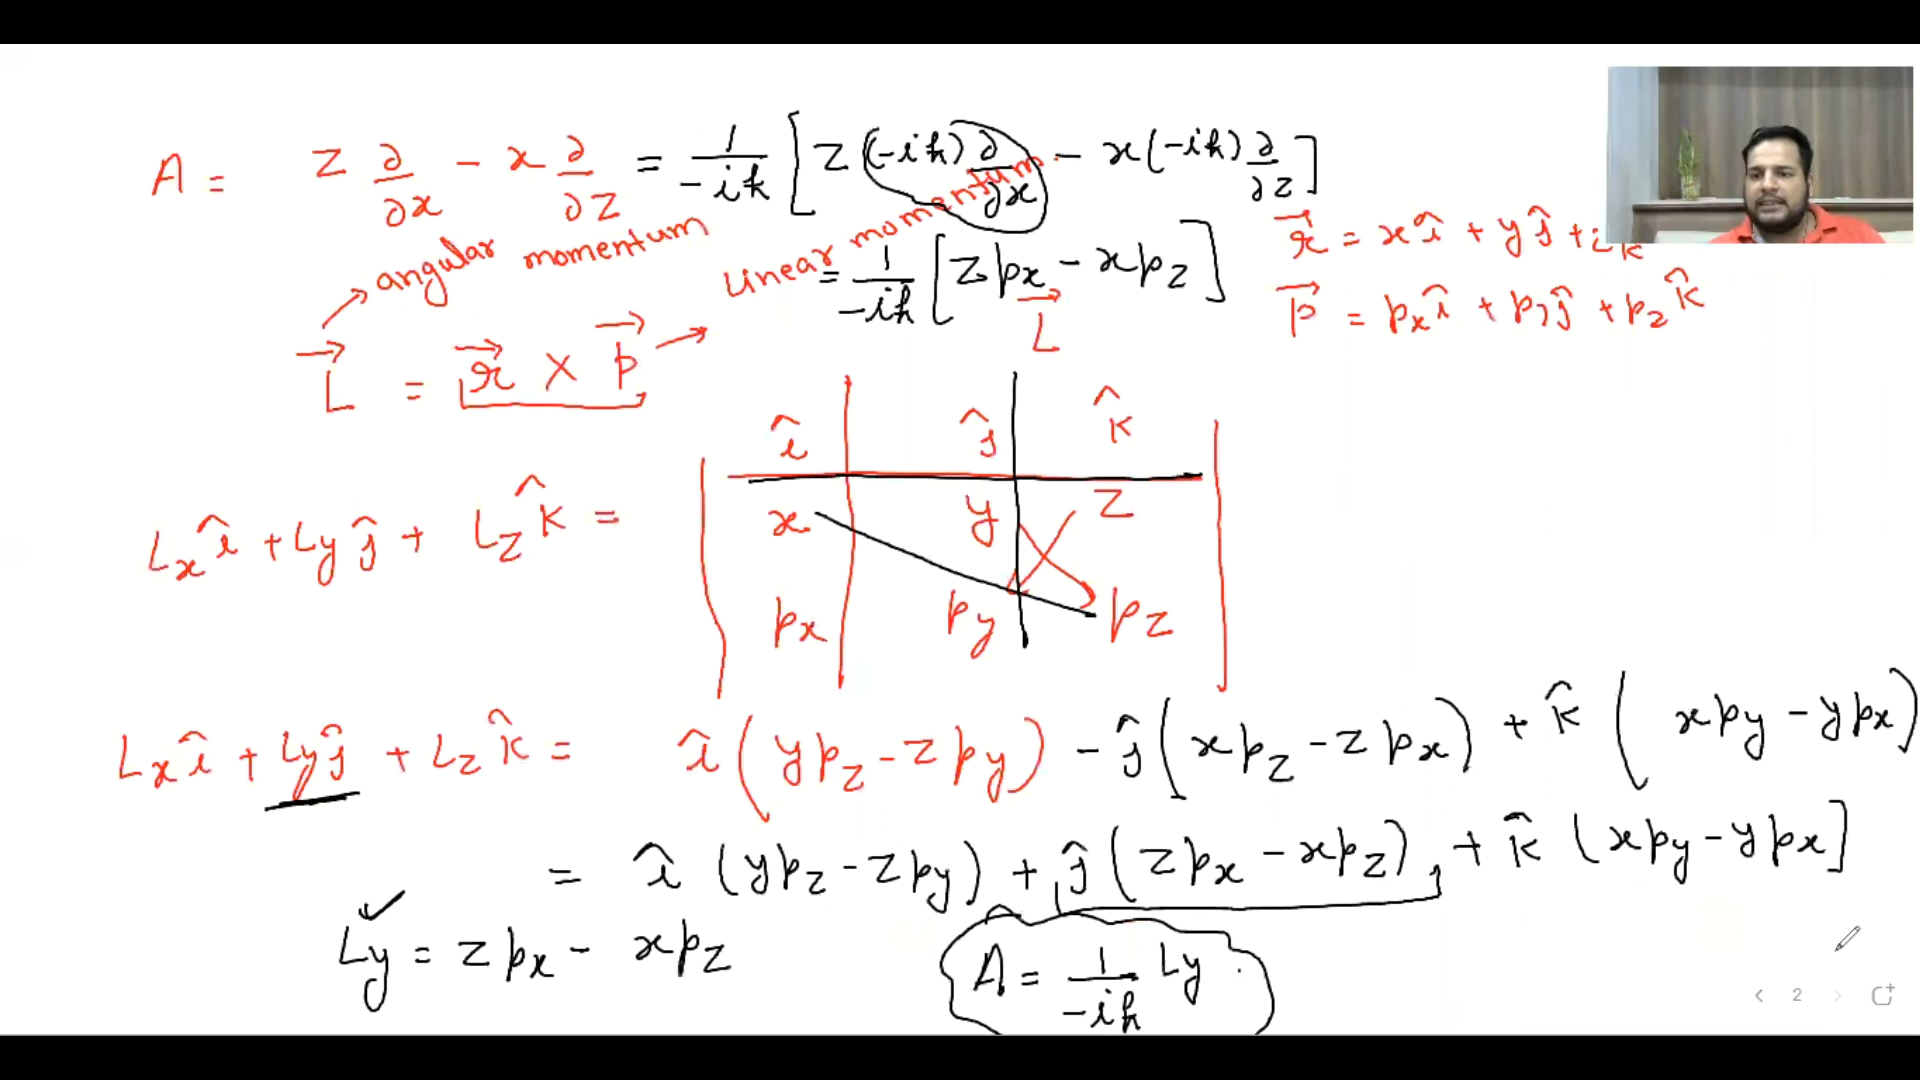 A = z ∂/∂x - x ∂/∂z = 1/-iħ [ z (-iħ) ∂/∂x - x (-iħ) ∂/∂z ]
= 1/-iħ [ z px - x pz ]
angular momentum
Linear momentum
r⃗ = x î + y ĵ + z k̂
p⃗ = px î + py ĵ + pz k̂
L⃗ = r⃗ × p⃗
L⃗
î ĵ k̂
Lx î + Ly ĵ + Lz k̂ = | x y z
px py pz |
Lx î + Ly ĵ + Lz k̂ = î ( y pz - z py ) - ĵ ( x pz - z px ) + k̂ ( x py - y px )
= î ( y pz - z py ) + ĵ ( z px - x pz ) + k̂ ( x py - y px ]
Ly = z px - x pz
A = 1/-iħ Ly .
2